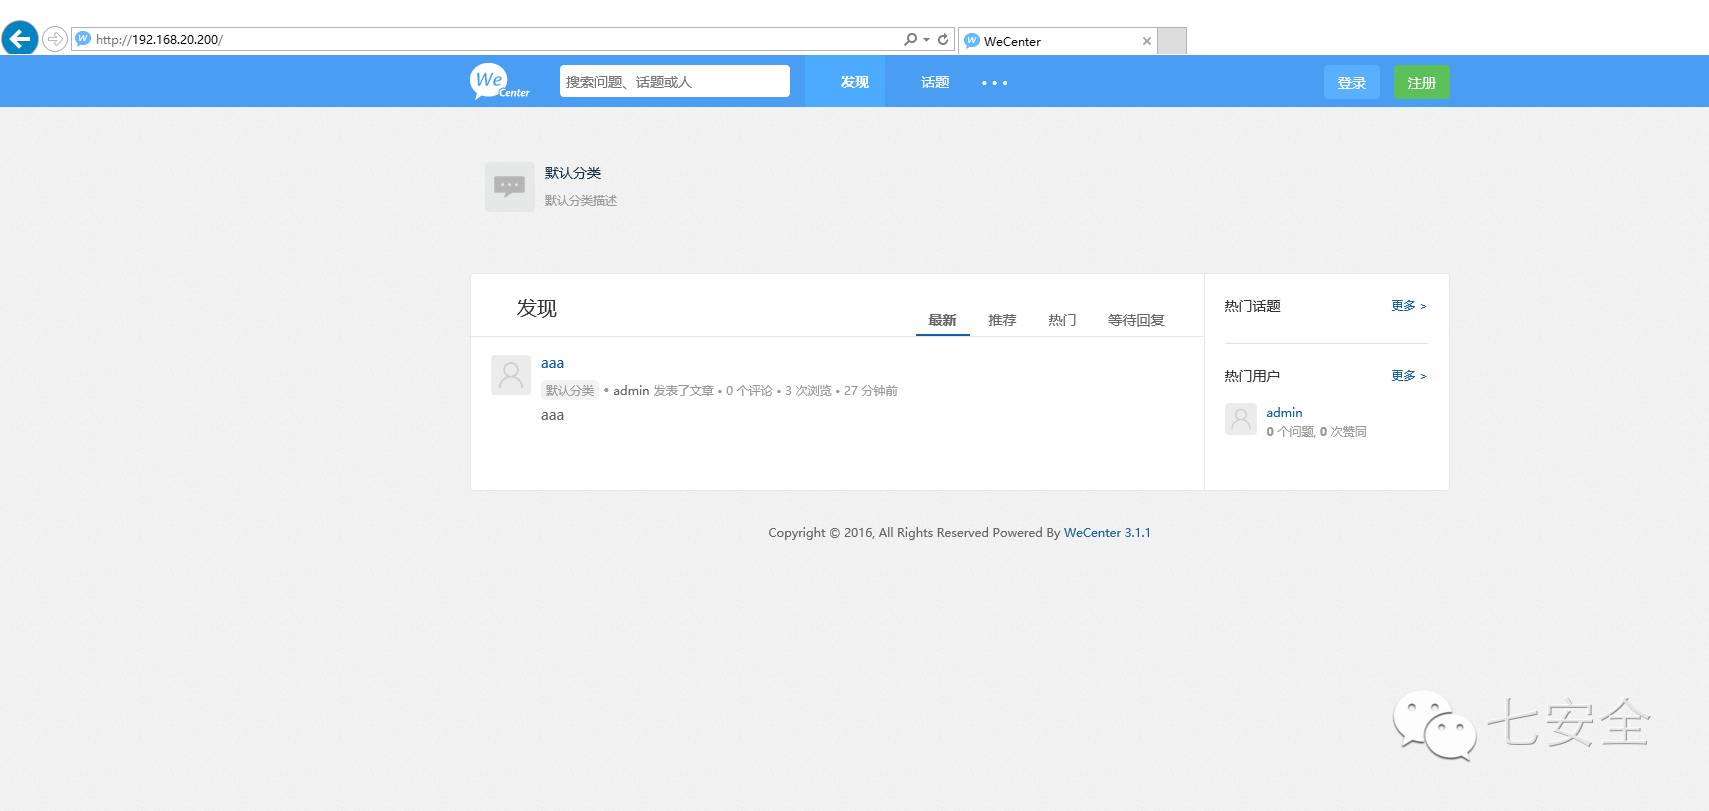 http://192.168.20.200/
WeCenter
We Center
搜索问题、话题或人
发现
话题
登录
注册
默认分类
默认分类描述
发现
最新
推荐
热门
等待回复
aaa
默认分类 • admin 发表了文章 • 0 个评论 • 3 次浏览 • 27 分钟前
aaa
热门话题
更多 >
热门用户
更多 >
admin
0 个问题, 0 次赞同
Copyright © 2016, All Rights Reserved Powered By WeCenter 3.1.1
七安全